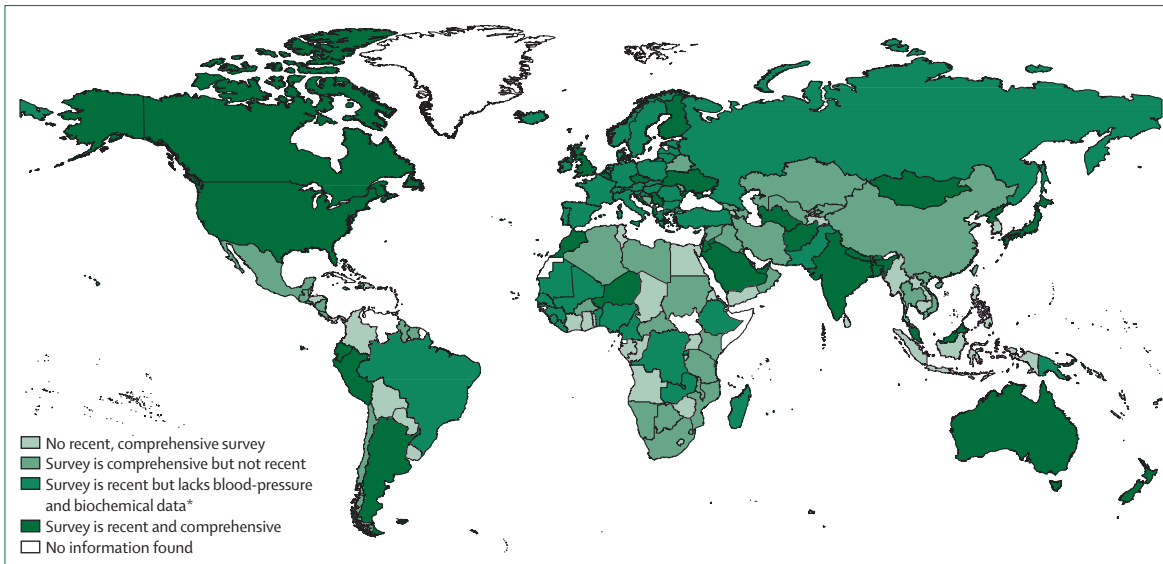 No recent, comprehensive survey
Survey is comprehensive but not recent
Survey is recent but lacks blood-pressure
and biochemical data*
Survey is recent and comprehensive
No information found